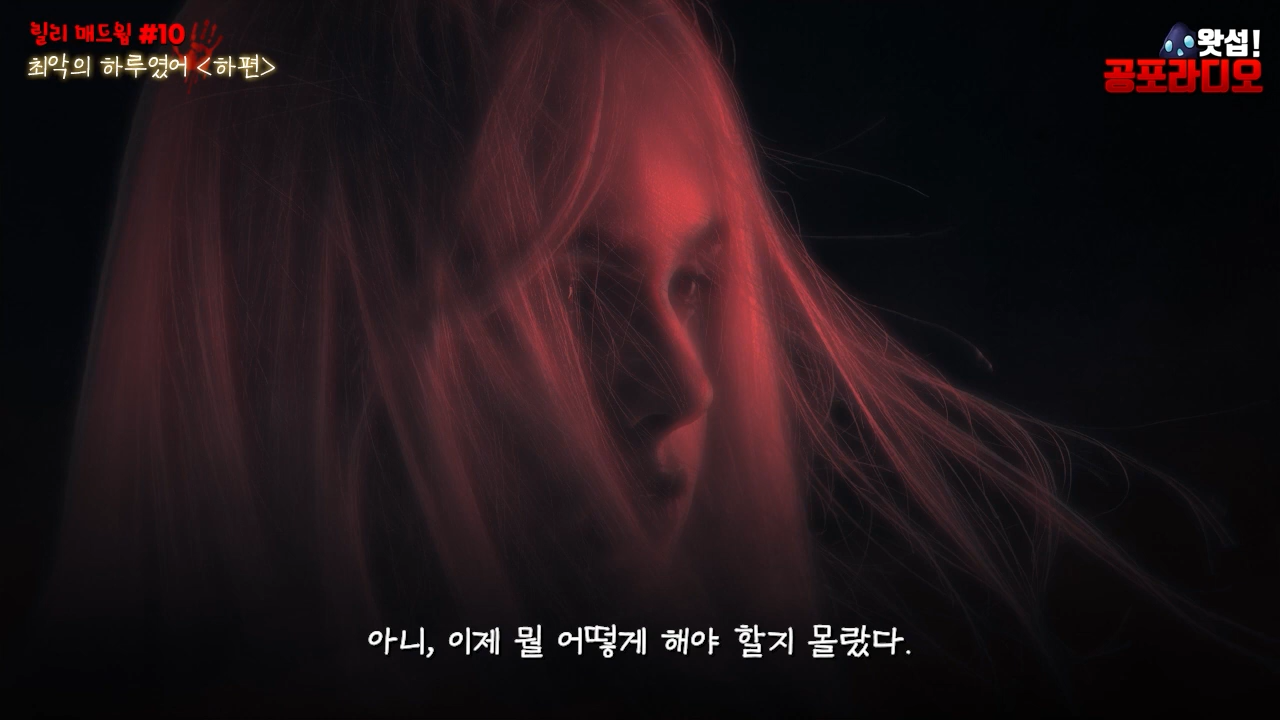 릴리 매드윕 #10
최악의 하루였어 <하편>
왓섭!
공포라디오
아니, 이제 뭘 어떻게 해야 할지 몰랐다.